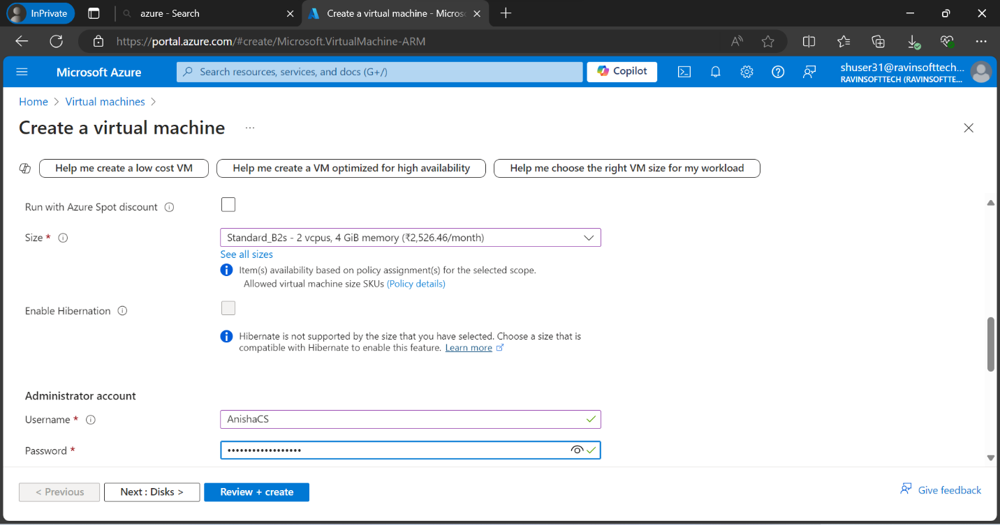 InPrivate
azure - Search
Create a virtual machine - Micros
https://portal.azure.com/#create/Microsoft.VirtualMachine-ARM
Microsoft Azure
Search resources, services, and docs (G+/)
Copilot
shuser31@ravinsofttech...
RAVINSOFTTECH (RAVINSOFTTE...
Home > Virtual machines >
Create a virtual machine ...
Help me create a low cost VM
Help me create a VM optimized for high availability
Help me choose the right VM size for my workload
Run with Azure Spot discount
Size *
Standard_B2s - 2 vcpus, 4 GiB memory (₹2,526.46/month)
See all sizes
Item(s) availability based on policy assignment(s) for the selected scope.
Allowed virtual machine size SKUs (Policy details)
Enable Hibernation
Hibernate is not supported by the size that you have selected. Choose a size that is
compatible with Hibernate to enable this feature. Learn more
Administrator account
Username *
AnishaCS
Password *
••••••••••••••••••
< Previous
Next : Disks >
Review + create
Give feedback